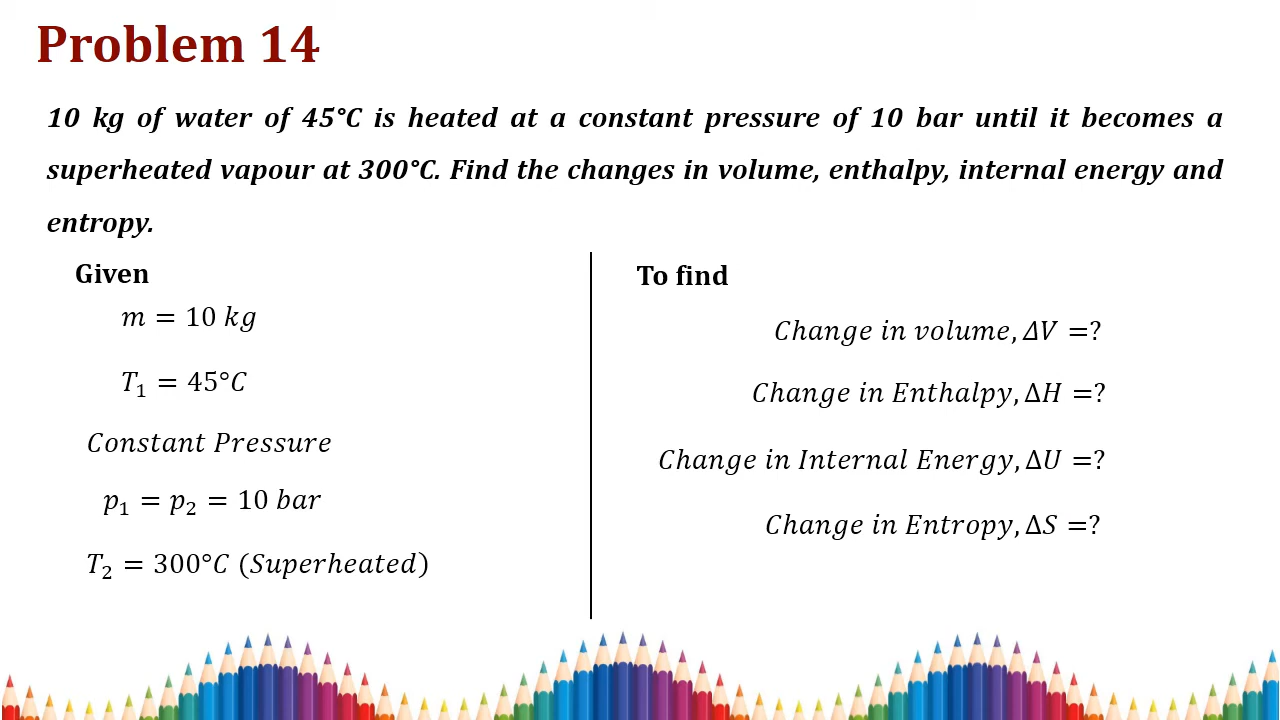 Problem 14
10 kg of water of 45°C is heated at a constant pressure of 10 bar until it becomes a
superheated vapour at 300°C. Find the changes in volume, enthalpy, internal energy and
entropy.
Given
m = 10 kg
T₁ = 45°C
Constant Pressure
p₁ = p₂ = 10 bar
T₂ = 300°C (Superheated)
To find
Change in volume, ΔV =?
Change in Enthalpy, ΔH =?
Change in Internal Energy, ΔU =?
Change in Entropy, ΔS =?